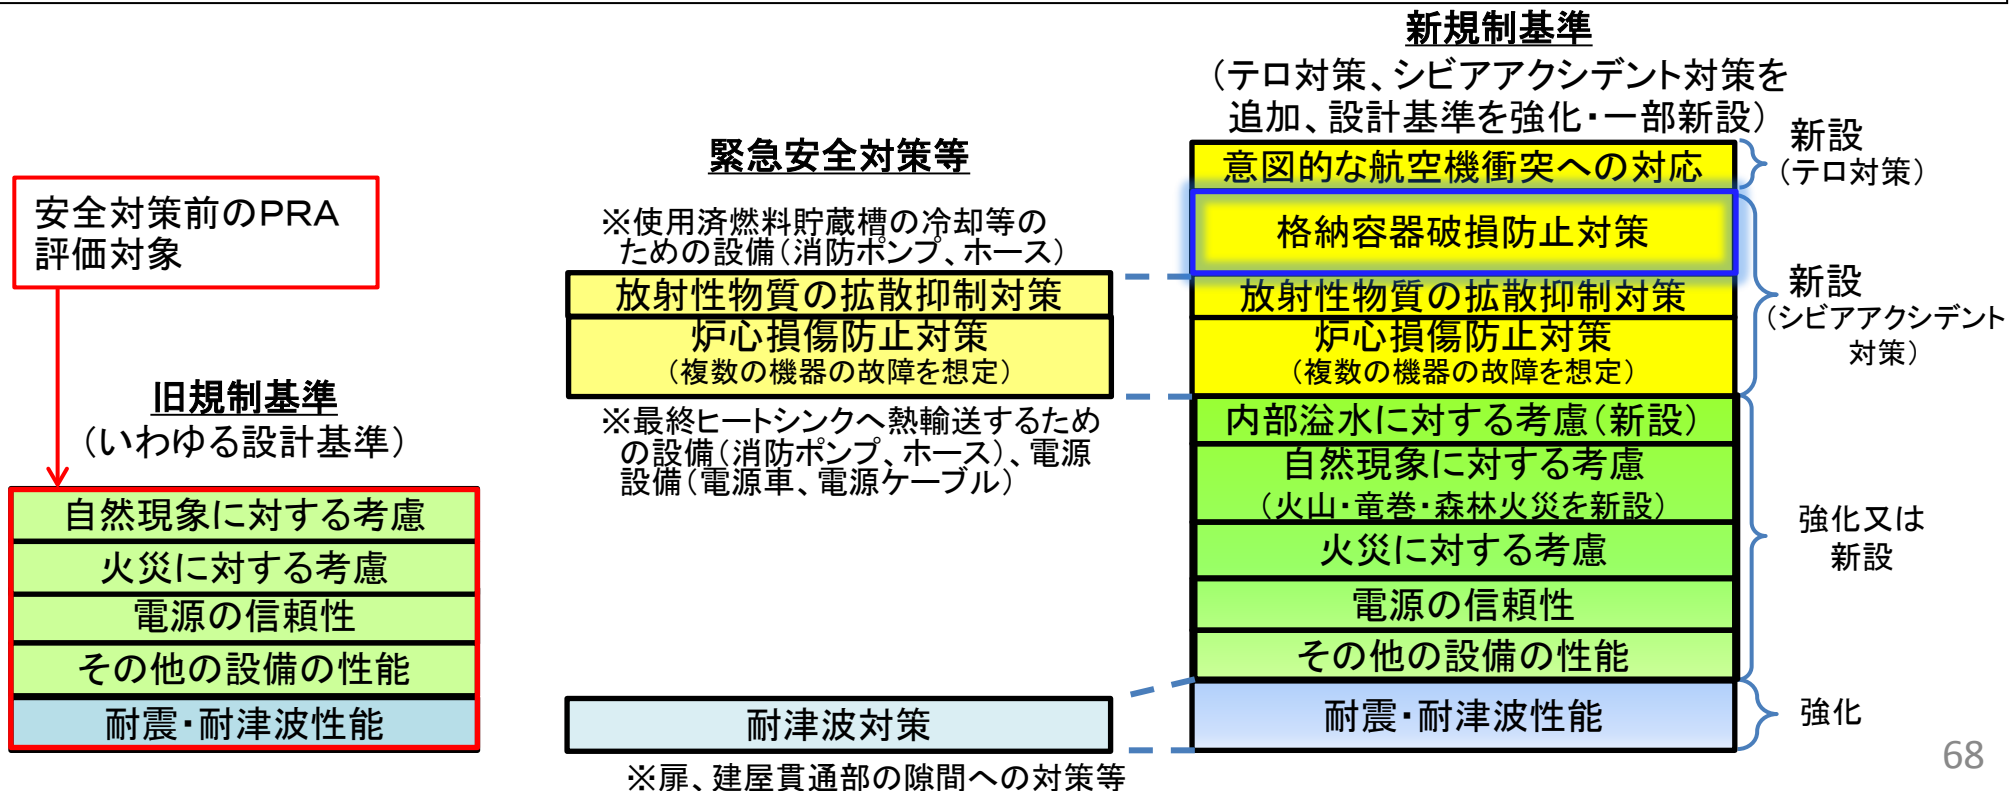 安全対策前のPRA
評価対象
旧規制基準
(いわゆる設計基準)
自然現象に対する考慮
火災に対する考慮
電源の信頼性
その他の設備の性能
耐震・耐津波性能
緊急安全対策等
※使用済燃料貯蔵槽の冷却等の
ための設備(消防ポンプ、ホース)
放射性物質の拡散抑制対策
炉心損傷防止対策
(複数の機器の故障を想定)
※最終ヒートシンクへ熱輸送するため
の設備(消防ポンプ、ホース)、電源
設備(電源車、電源ケーブル)
耐津波対策
※扉、建屋貫通部の隙間への対策等
新規制基準
(テロ対策、シビアアクシデント対策を
追加、設計基準を強化・一部新設)
意図的な航空機衝突への対応
格納容器破損防止対策
放射性物質の拡散抑制対策
炉心損傷防止対策
(複数の機器の故障を想定)
内部溢水に対する考慮(新設)
自然現象に対する考慮
(火山・竜巻・森林火災を新設)
火災に対する考慮
電源の信頼性
その他の設備の性能
耐震・耐津波性能
新設
(テロ対策)
新設
(シビアアクシデント
対策)
強化又は
新設
強化
68